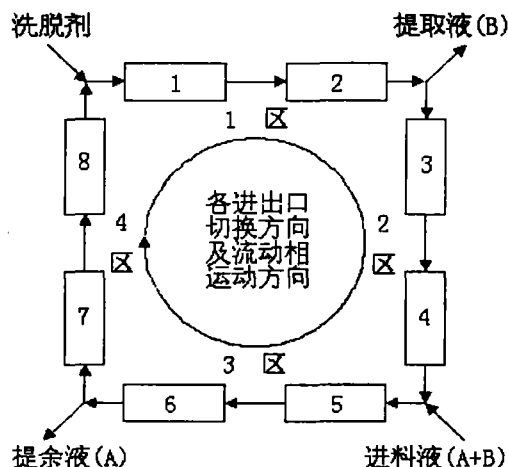 洗脱剂
提取液(B)
1
2
8
1 区
3
4
区
各进出口
切换方向
及流动相
运动方向
2
区
7
4
3 区
6
5
提余液(A)
进料液(A+B)